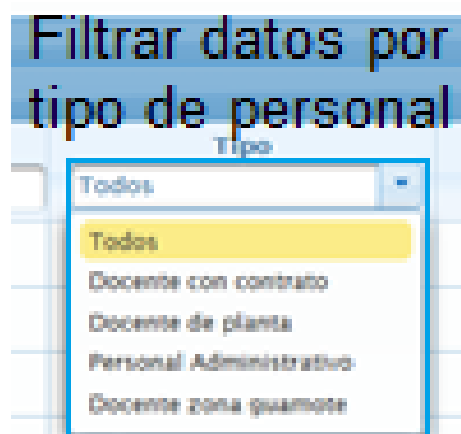 Filtrar datos por
tipo de personal
Tipo
Todos
Todos
Docente con contrato
Docente de planta
Personal Administrativo
Docente zona guamote